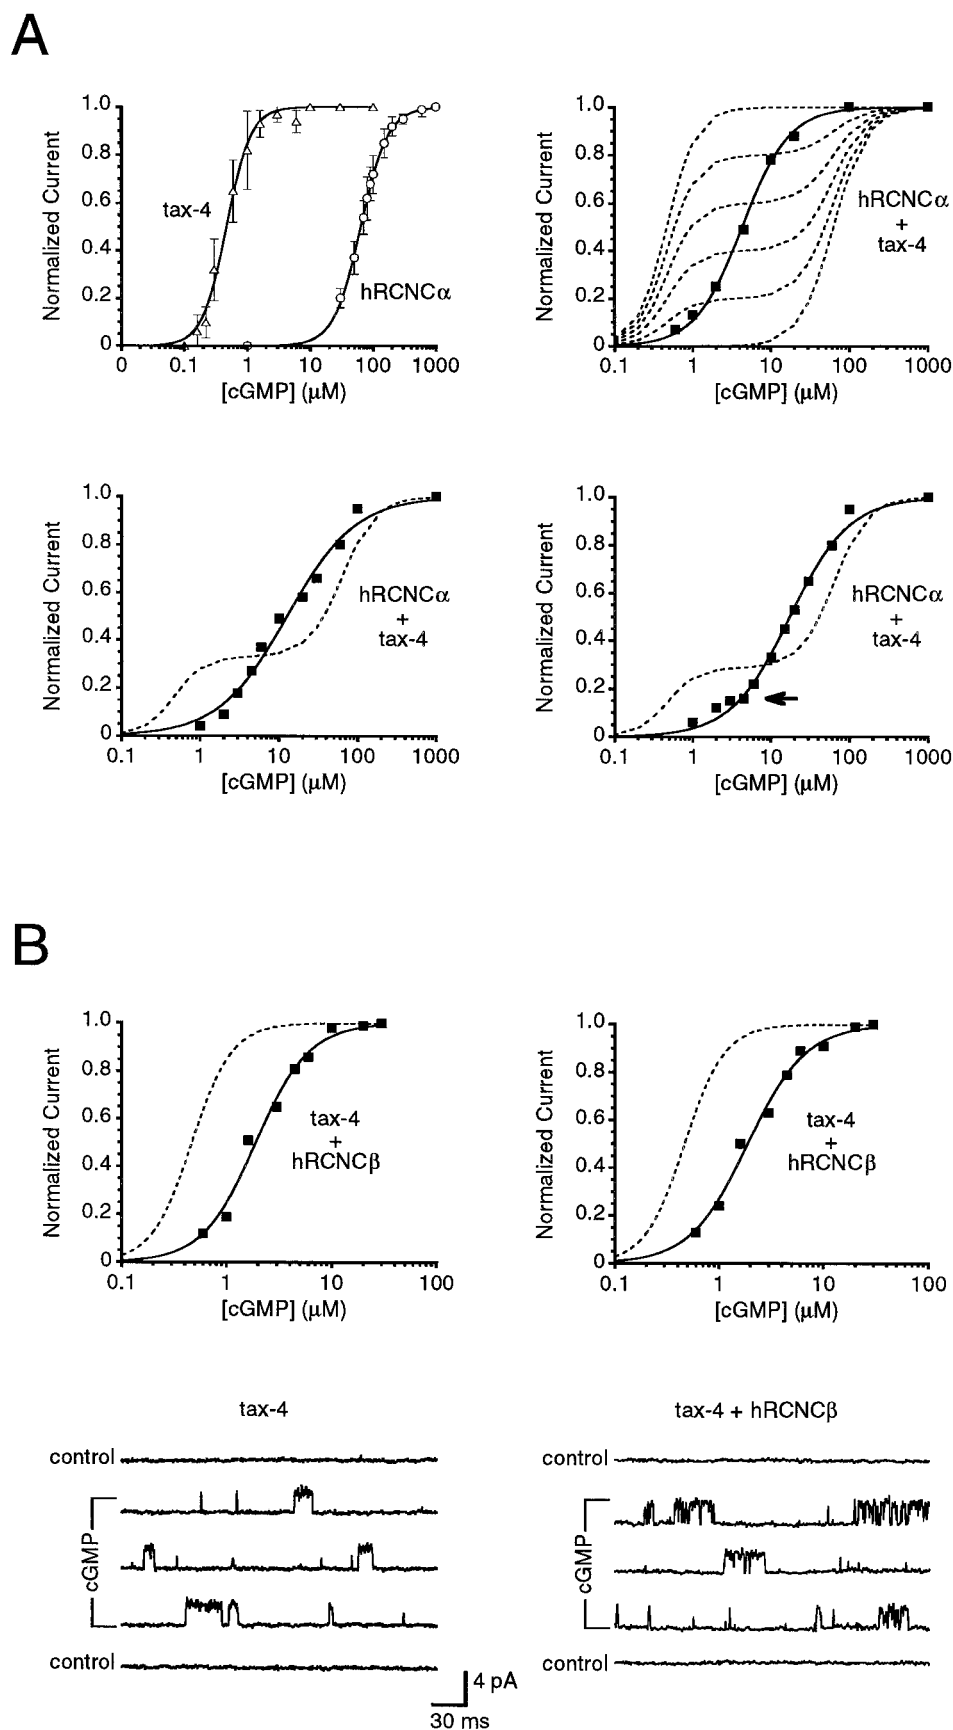 A
Normalized Current
1.0
0.8
0.6
0.4
0.2
0
tax-4
hRCNCα
0 0.1 1 10 100 1000
[cGMP] (μM)
Normalized Current
1.0
0.8
0.6
0.4
0.2
0
hRCNCα
+
tax-4
0.1 1 10 100 1000
[cGMP] (μM)
Normalized Current
1.0
0.8
0.6
0.4
0.2
0
hRCNCα
+
tax-4
0.1 1 10 100 1000
[cGMP] (μM)
Normalized Current
1.0
0.8
0.6
0.4
0.2
0
hRCNCα
+
tax-4
0.1 1 10 100 1000
[cGMP] (μM)
B
Normalized Current
1.0
0.8
0.6
0.4
0.2
0
tax-4
+
hRCNCβ
0.1 1 10 100
[cGMP] (μM)
Normalized Current
1.0
0.8
0.6
0.4
0.2
0
tax-4
+
hRCNCβ
0.1 1 10 100
[cGMP] (μM)
tax-4
control
cGMP
control
tax-4 + hRCNCβ
control
cGMP
control
4 pA
30 ms